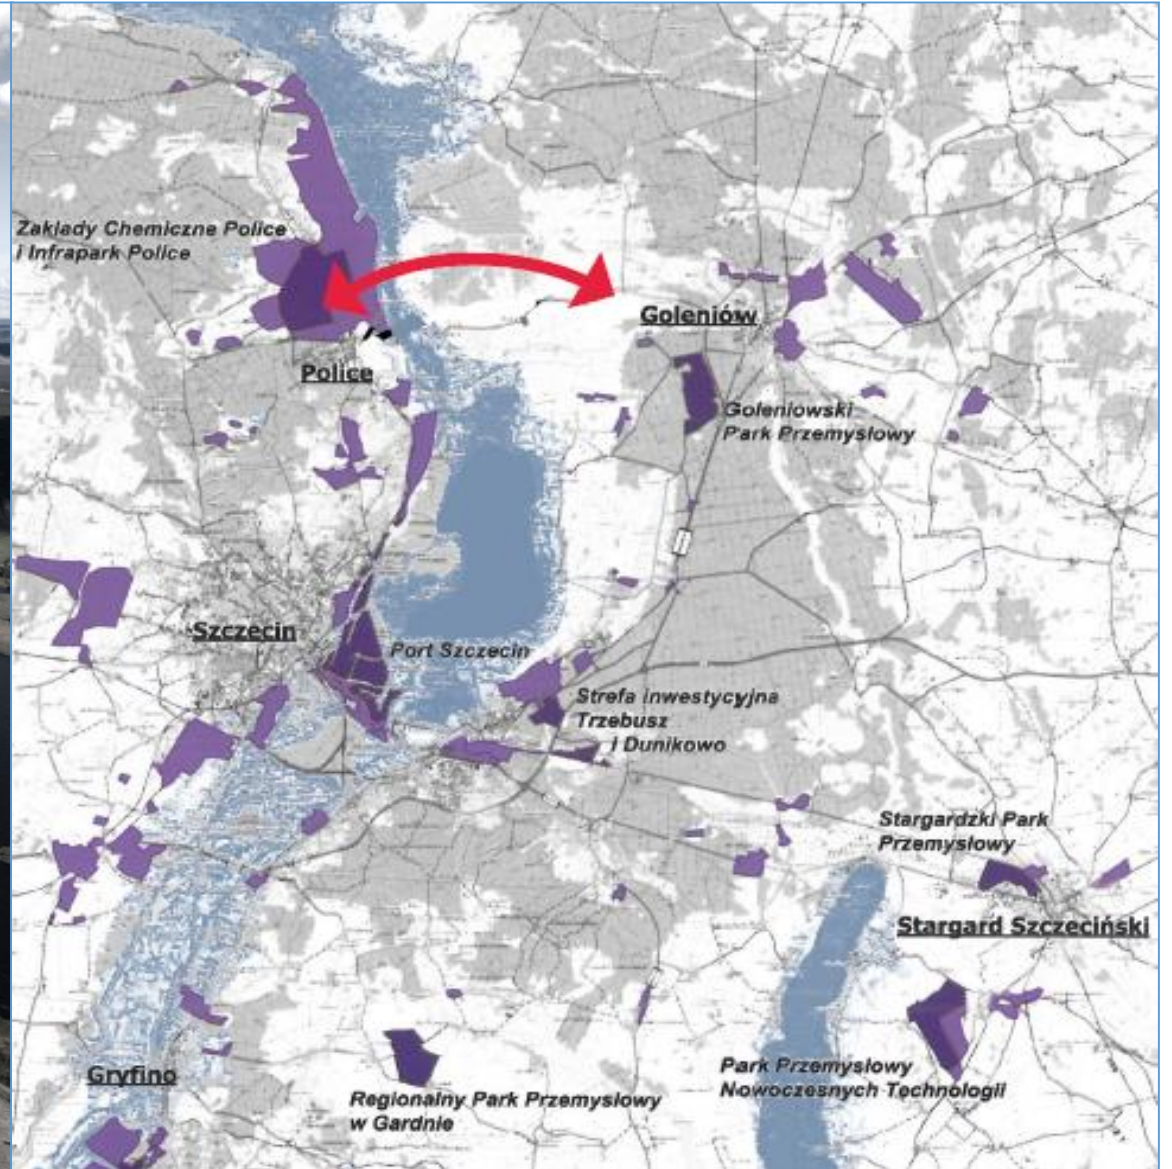 Zakłady Chemiczne Police
i Infrapark Police
Goleniów
Police
Goleniowski
Park Przemysłowy
Szczecin
Port Szczecin
Strefa inwestycyjna
Trzebusz
i Dunikowo
Stargardzki Park
Przemysłowy
Stargard Szczeciński
Gryfino
Regionalny Park Przemysłowy
w Gardnie
Park Przemysłowy
Nowoczesnych Technologii